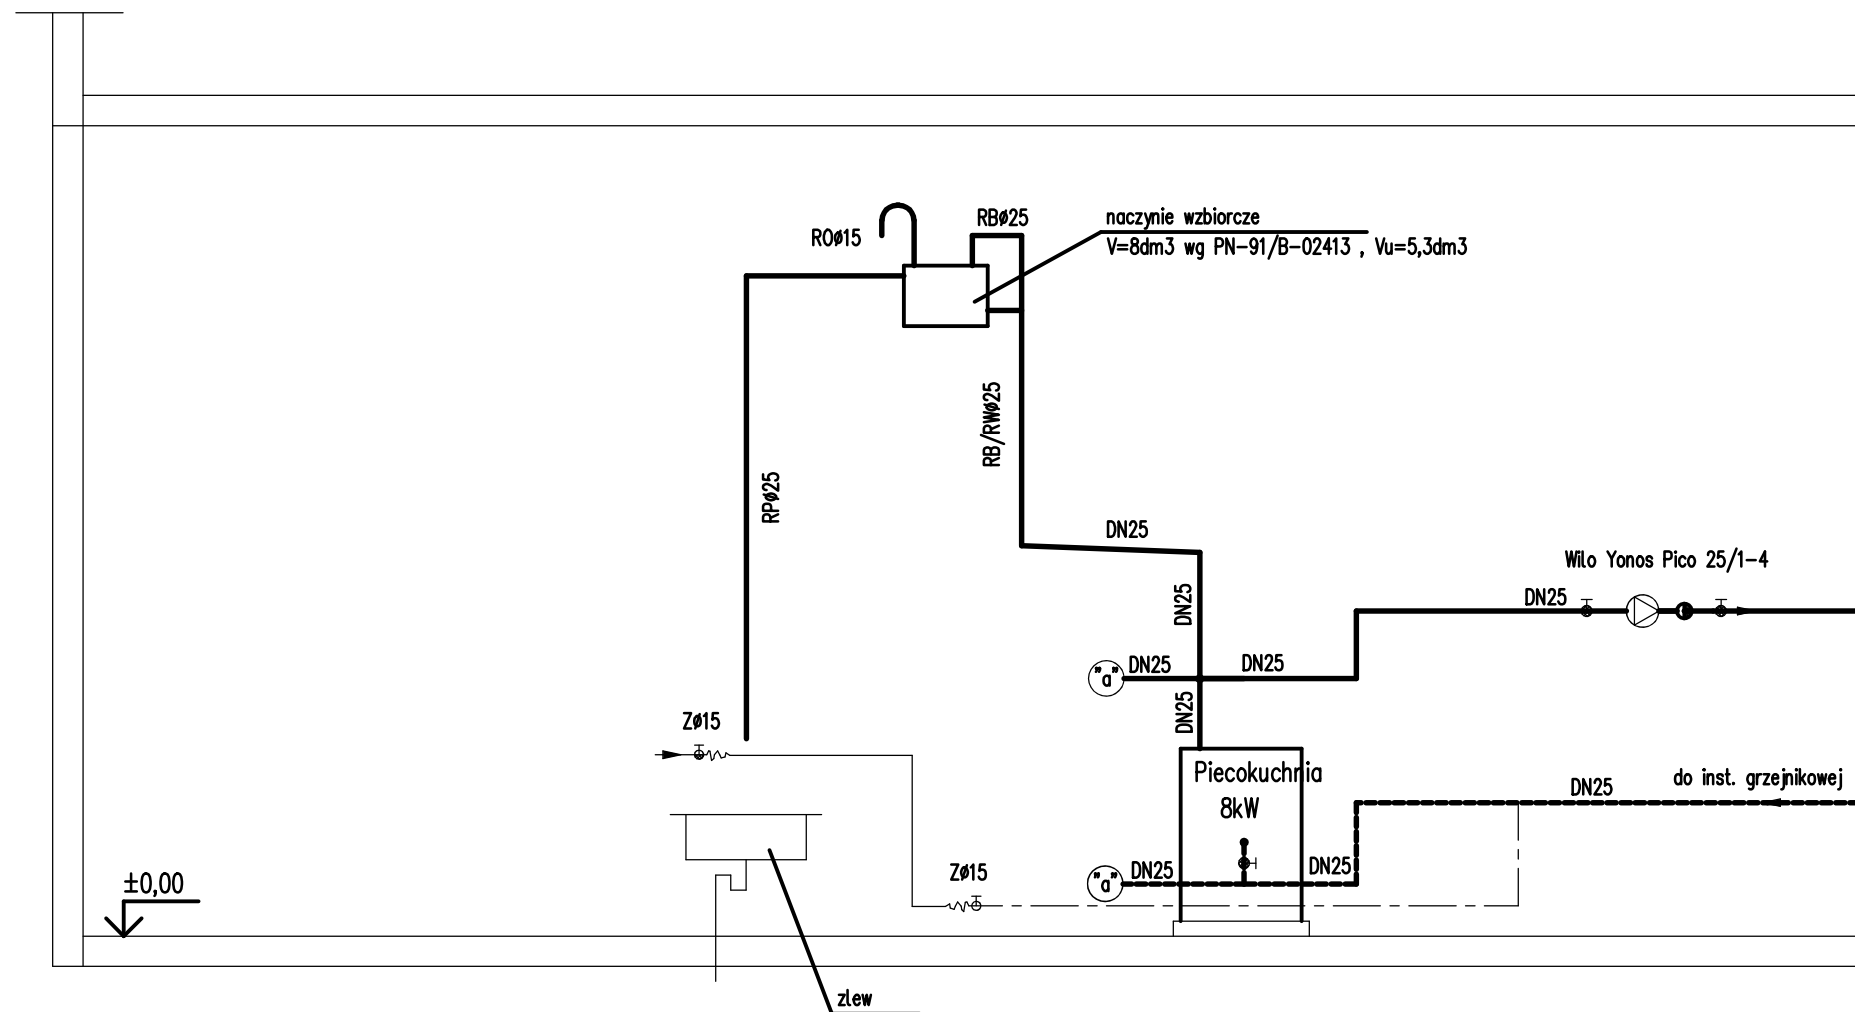 RBø25
naczynie wzbiorcze
ROø15
V=8dm3 wg PN-91/B-02413 , Vu=5,3dm3
RB/RWø25
RPø25
DN25
Wilo Yonos Pico 25/1-4
DN25
DN25
"a"
DN25
DN25
DN25
Zø15
Piecokuchnia
8kW
do inst. grzejnikowej
DN25
Zø15
"a"
DN25
DN25
±0,00
zlew